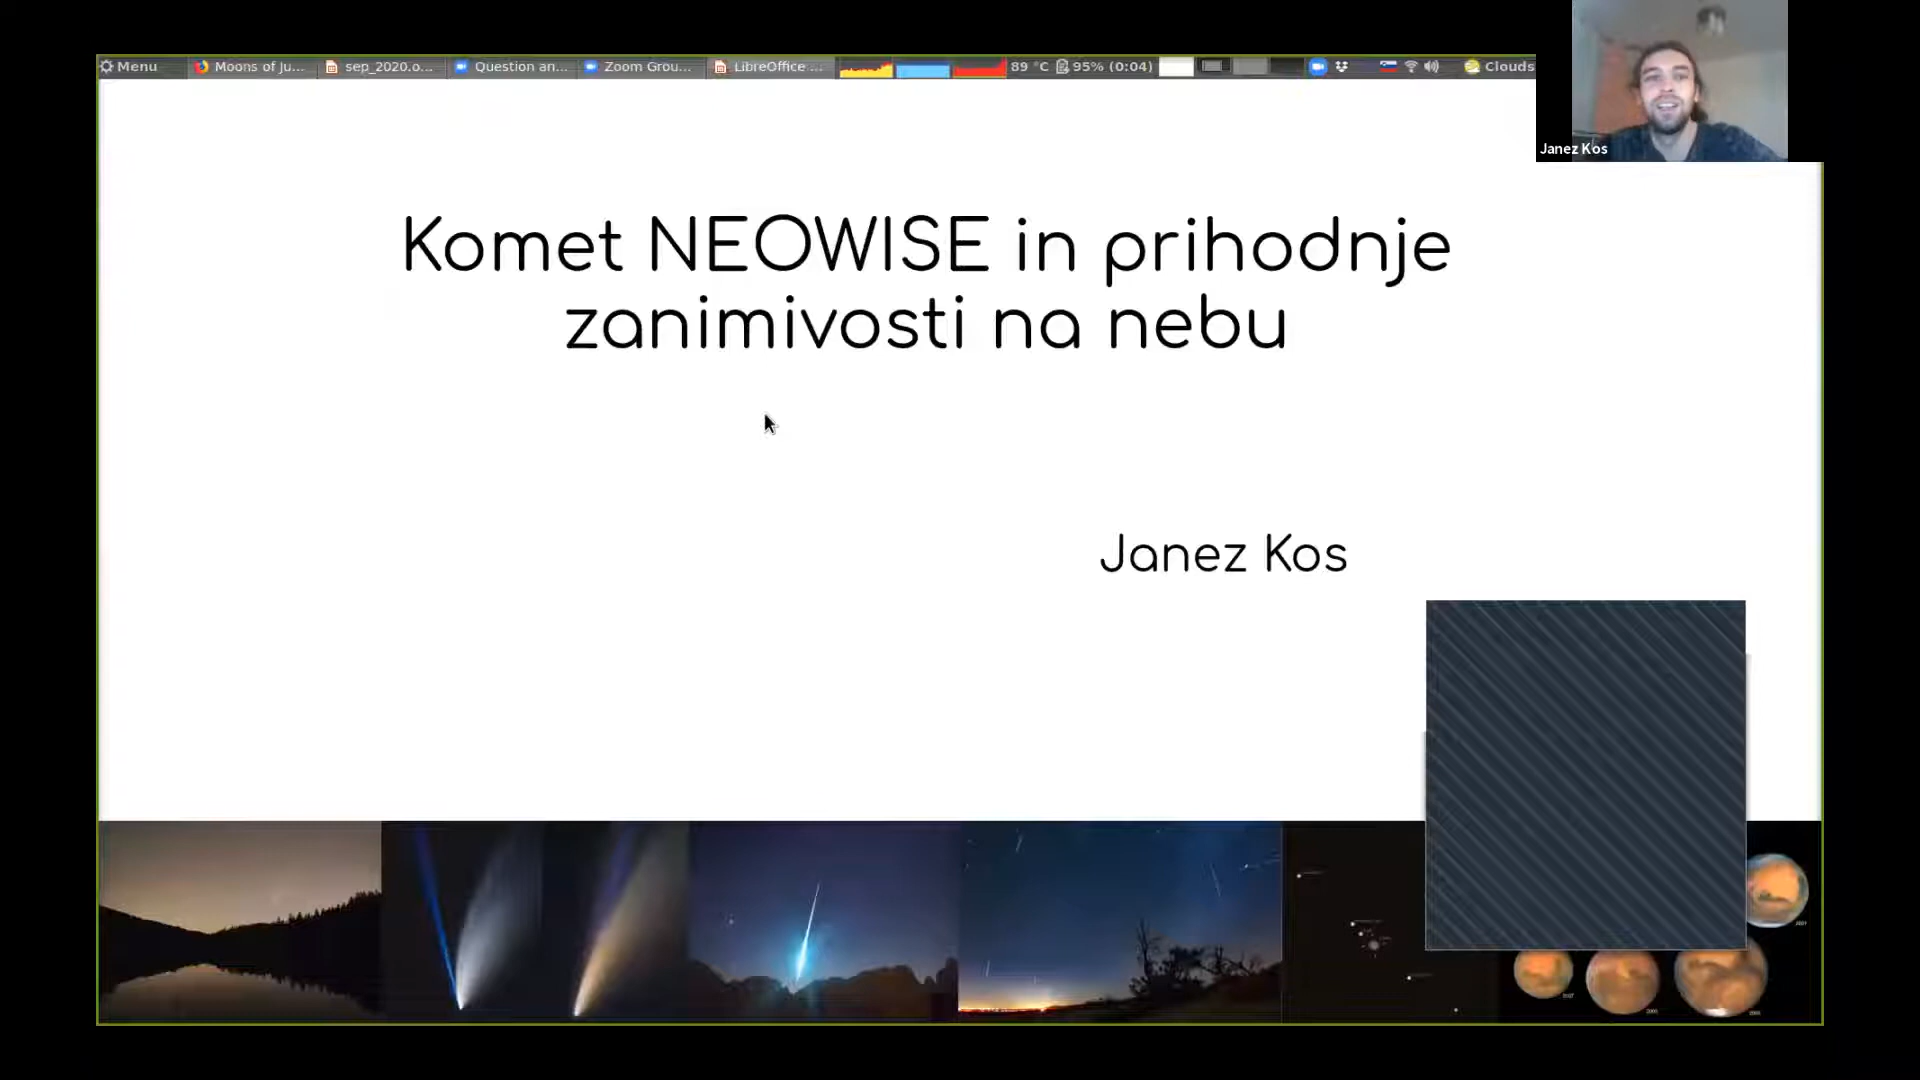 Menu
Moons of Ju...
sep_2020.o...
Question an...
Zoom Grou...
LibreOffice ...
89 °C
95% (0:04)
Clouds
Janez Kos
Komet NEOWISE in prihodnje
zanimivosti na nebu
Janez Kos